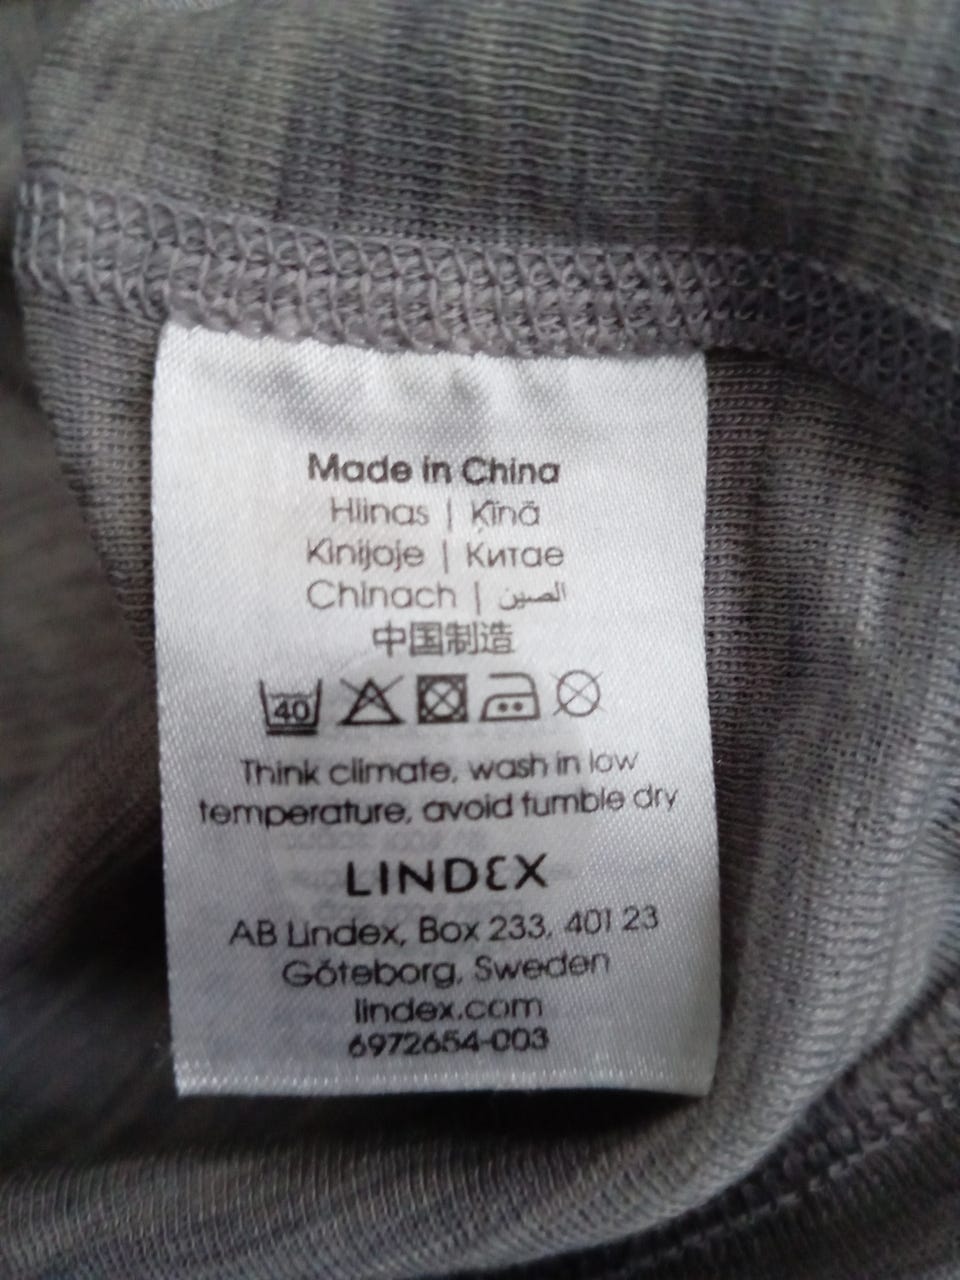 Made in China
Hiinas | Ķīnā
Kinijoje | Китае
Chinach | الصين
中国制造
40
Think climate, wash in low
temperature, avoid tumble dry
LINDEX
AB Lindex, Box 233, 401 23
Göteborg, Sweden
lindex.com
6972654-003